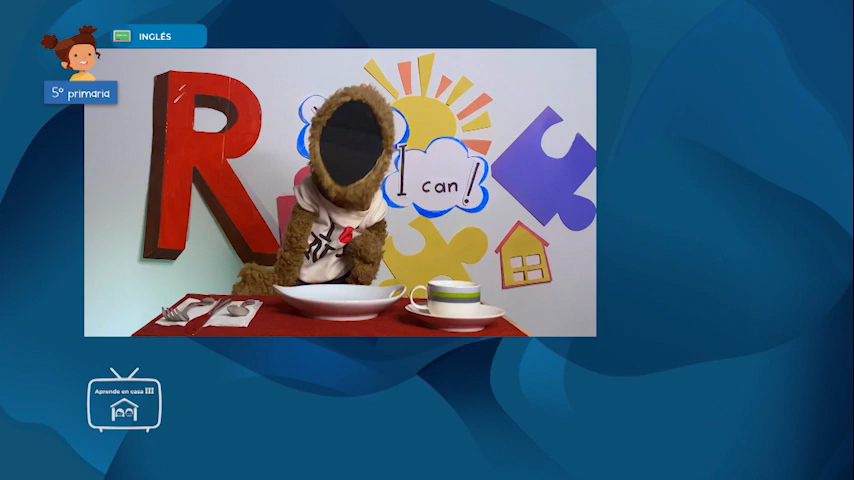 INGLÉS
5º primaria
R
I can!
I
Aprende en casa III